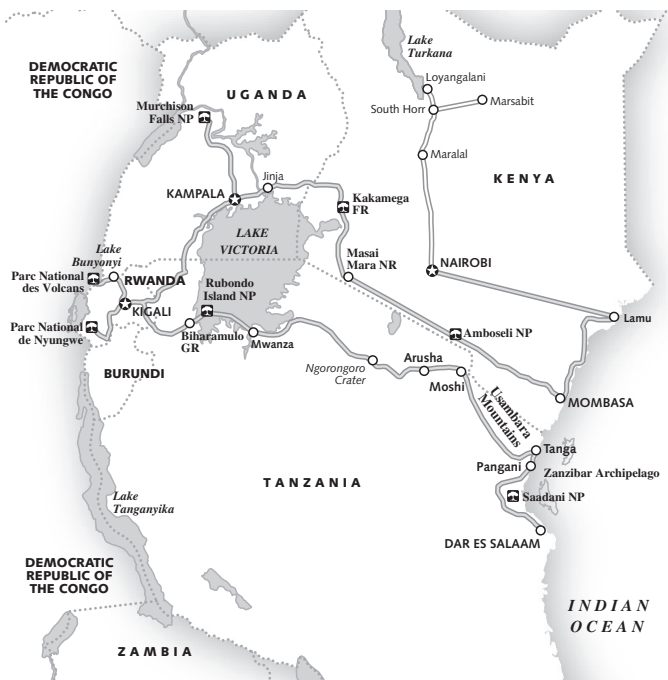 Lake
Turkana
DEMOCRATIC
REPUBLIC OF
THE CONGO
Loyangalani
UGANDA
Marsabit
South Horr
Murchison
Falls NP
Maralal
Jinja
KENYA
KAMPALA
Kakamega
FR
LAKE
VICTORIA
Lake
Bunyonyi
Masai
Mara NR
NAIROBI
Parc National
des Volcans
RWANDA
Rubondo
Island NP
KIGALI
Lamu
Parc National
de Nyungwe
Biharamulo
GR
Mwanza
Amboseli NP
Ngorongoro
Crater
Arusha
Moshi
BURUNDI
MOMBASA
Usambara
Mountains
Tanga
Pangani
Zanzibar Archipelago
TANZANIA
Saadani NP
Lake
Tanganyika
DAR ES SALAAM
DEMOCRATIC
REPUBLIC OF
THE CONGO
INDIAN
OCEAN
ZAMBIA